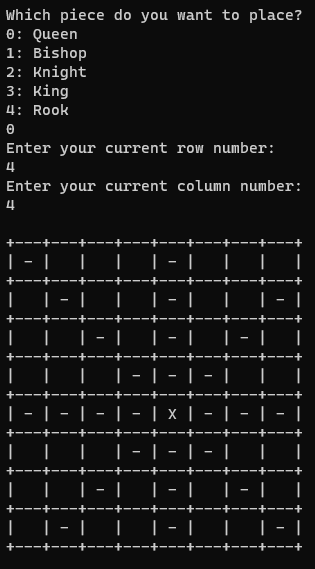 Which piece do you want to place?
0: Queen
1: Bishop
2: Knight
3: King
4: Rook
0
Enter your current row number:
4
Enter your current column number:
4
+---+---+---+---+---+---+---+---+
| - |   |   |   | - |   |   |   |
+---+---+---+---+---+---+---+---+
|   | - |   |   | - |   |   | - |
+---+---+---+---+---+---+---+---+
|   |   | - |   | - |   | - |   |
+---+---+---+---+---+---+---+---+
|   |   |   | - | - | - |   |   |
+---+---+---+---+---+---+---+---+
| - | - | - | - | X | - | - | - |
+---+---+---+---+---+---+---+---+
|   |   |   | - | - | - |   |   |
+---+---+---+---+---+---+---+---+
|   |   | - |   | - |   | - |   |
+---+---+---+---+---+---+---+---+
|   | - |   |   | - |   |   | - |
+---+---+---+---+---+---+---+---+